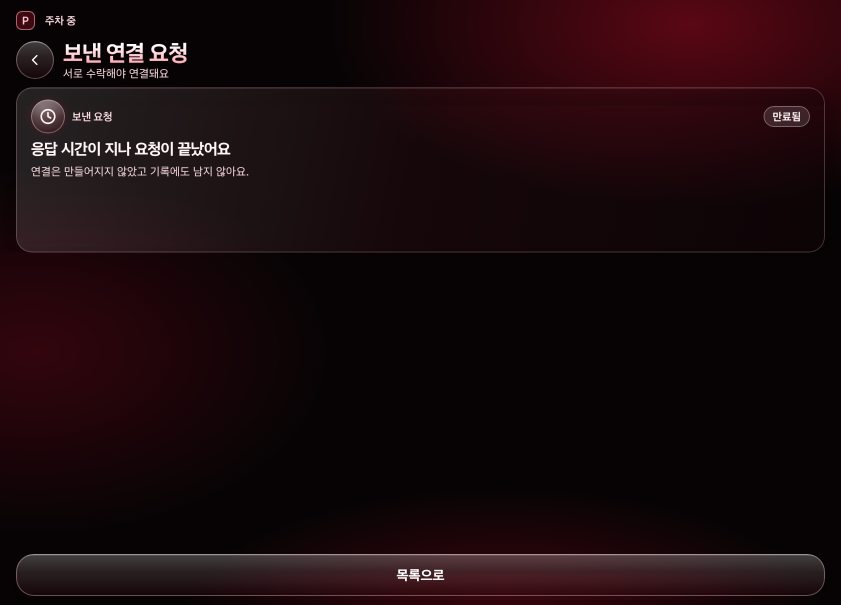 P 주차 중
보낸 연결 요청
서로 수락해야 연결돼요
보낸 요청 만료됨
응답 시간이 지나 요청이 끝났어요
연결은 만들어지지 않았고 기록에도 남지 않아요.
목록으로